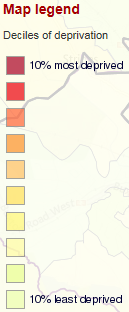 Map legend
Deciles of deprivation
10% most deprived
10% least deprived